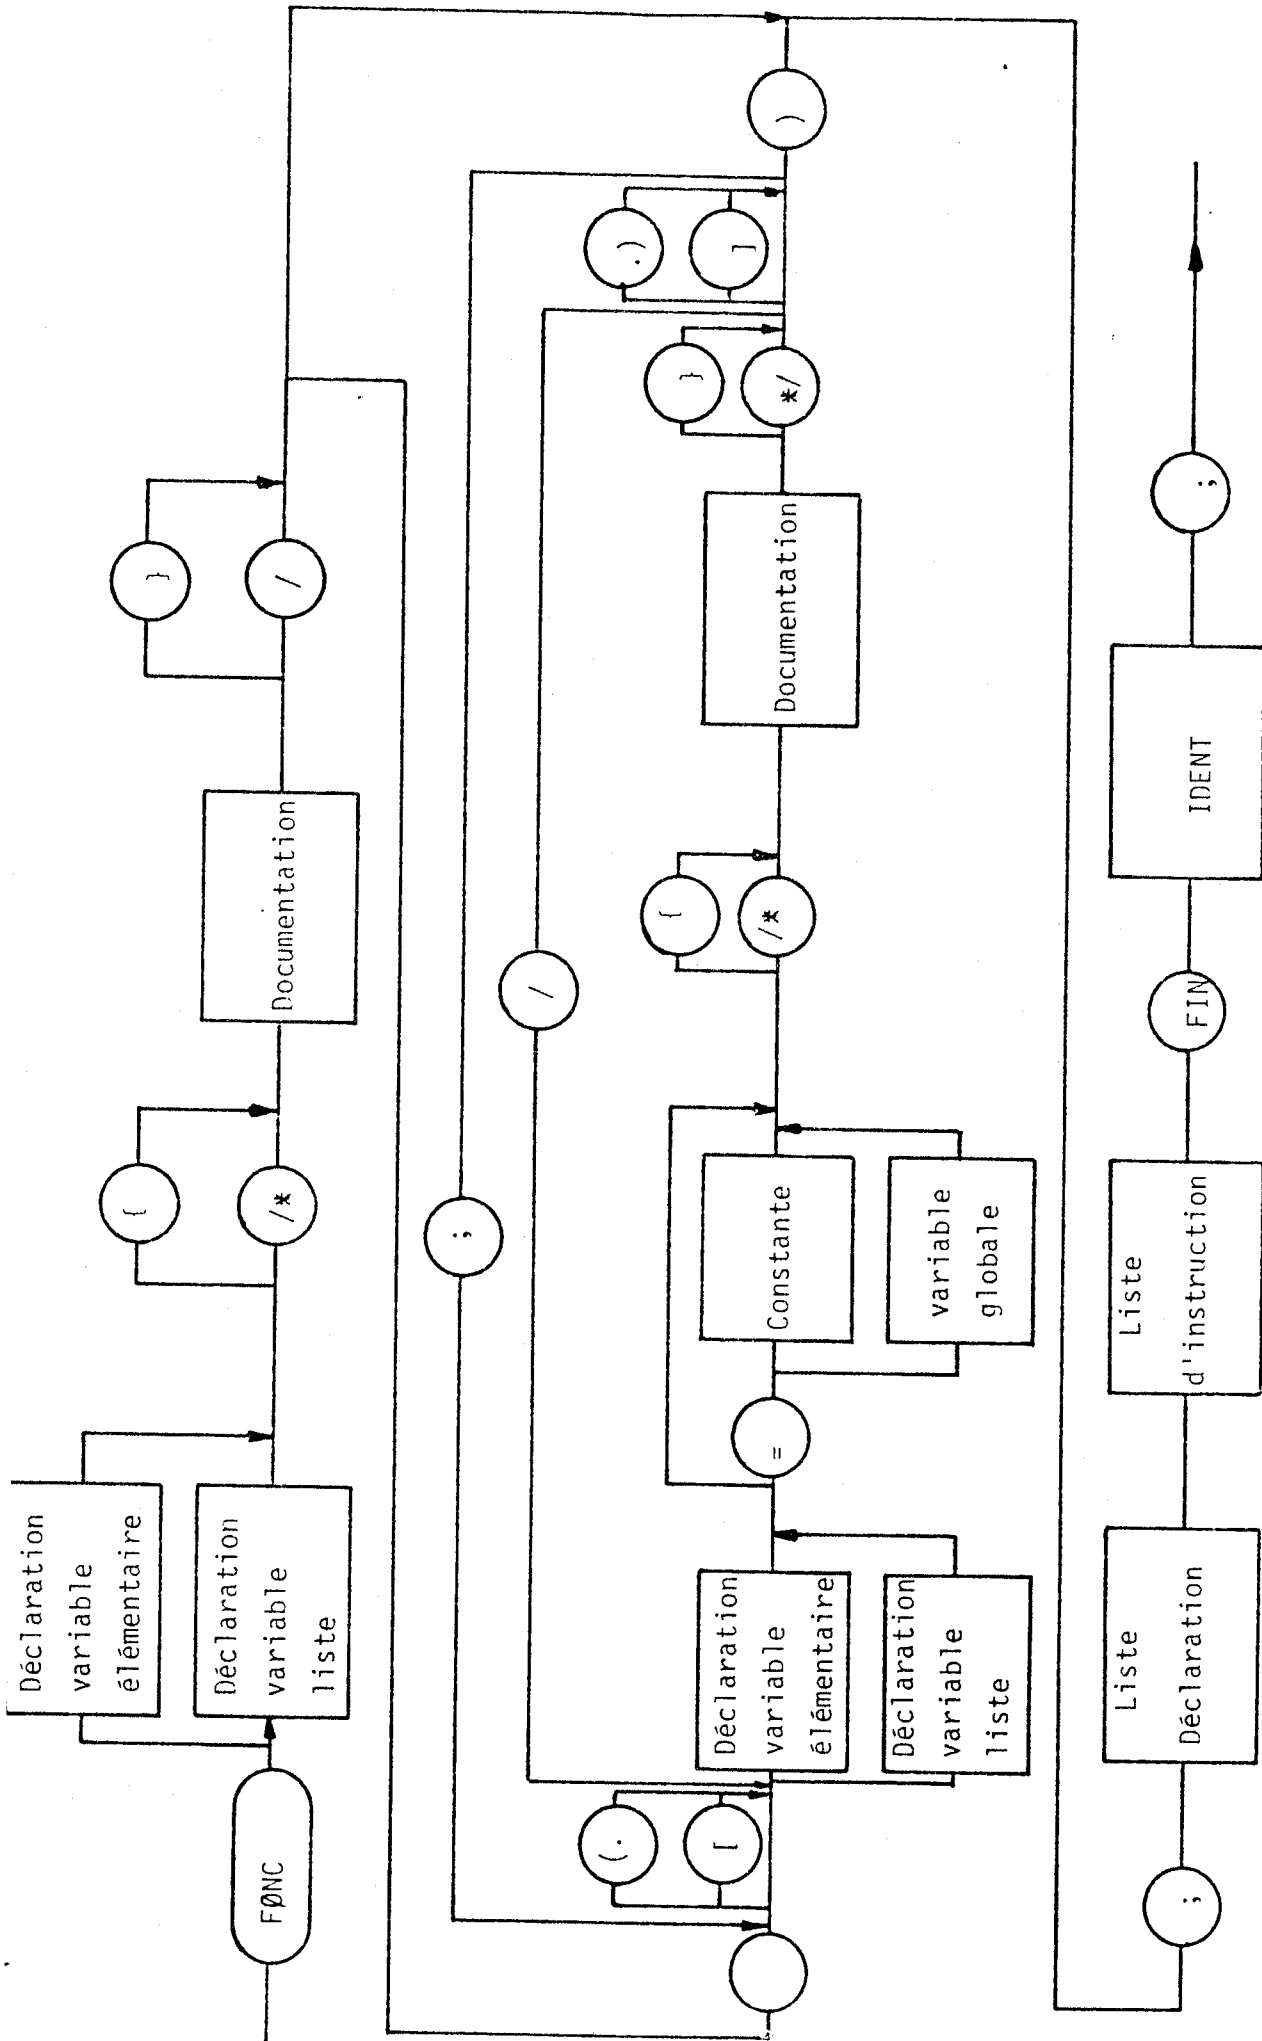 FØNC
Déclaration
variable
élémentaire
Déclaration
variable
liste
{
/*
Documentation
}
/
;
/
(.
[
Déclaration
variable
élémentaire
Déclaration
variable
liste
=
Constante
variable
globale
{
/*
Documentation
}
*/
.)
]
)
;
Liste
Déclaration
Liste
d'instruction
FIN
IDENT
;